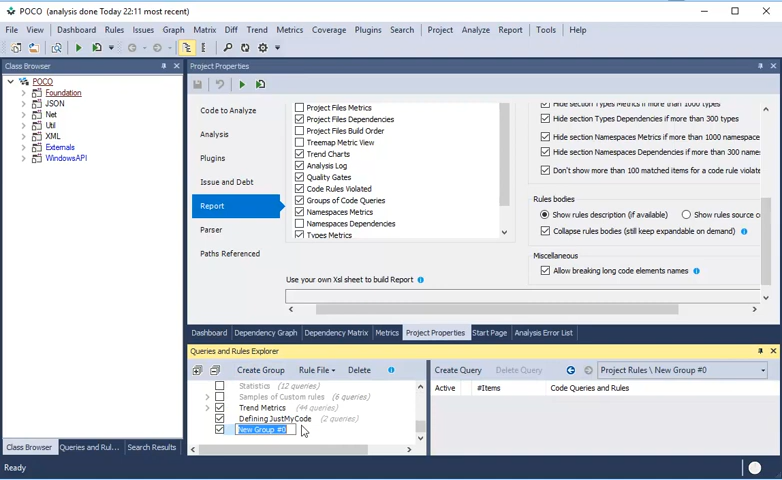 POCO (analysis done Today 22:11 most recent)
File View Dashboard Rules Issues Graph Matrix Diff Trend Metrics Coverage Plugins Search Project Analyze Report Tools Help
Class Browser
Project Properties
POCO
Foundation
JSON
Net
Util
XML
Externals
WindowsAPI
Code to Analyze
Analysis
Plugins
Issue and Debt
Report
Parser
Paths Referenced
Project Files Metrics
Project Files Dependencies
Project Files Build Order
Treemap Metric View
Trend Charts
Analysis Log
Quality Gates
Code Rules Violated
Groups of Code Queries
Namespaces Metrics
Namespaces Dependencies
Types Metrics
Hide section Types Metrics if more than 1000 types
Hide section Types Dependencies if more than 300 types
Hide section Namespaces Metrics if more than 1000 namespace
Hide section Namespaces Dependencies if more than 300 name
Don't show more than 100 matched items for a code rule violate
Rules bodies
Show rules description (if available) Show rules source c
Collapse rules bodies (still keep expandable on demand)
Miscellaneous
Allow breaking long code elements names
Use your own Xsl sheet to build Report
Dashboard Dependency Graph Dependency Matrix Metrics Project Properties Start Page Analysis Error List
Queries and Rules Explorer
Create Group Rule File Delete
Statistics (12 queries)
Samples of Custom rules (6 queries)
Trend Metrics (44 queries)
Defining JustMyCode (2 queries)
New Group #0
Create Query Delete Query Project Rules \ New Group #0
Active #Items Code Queries and Rules
Class Browser Queries and Rul... Search Results
Ready